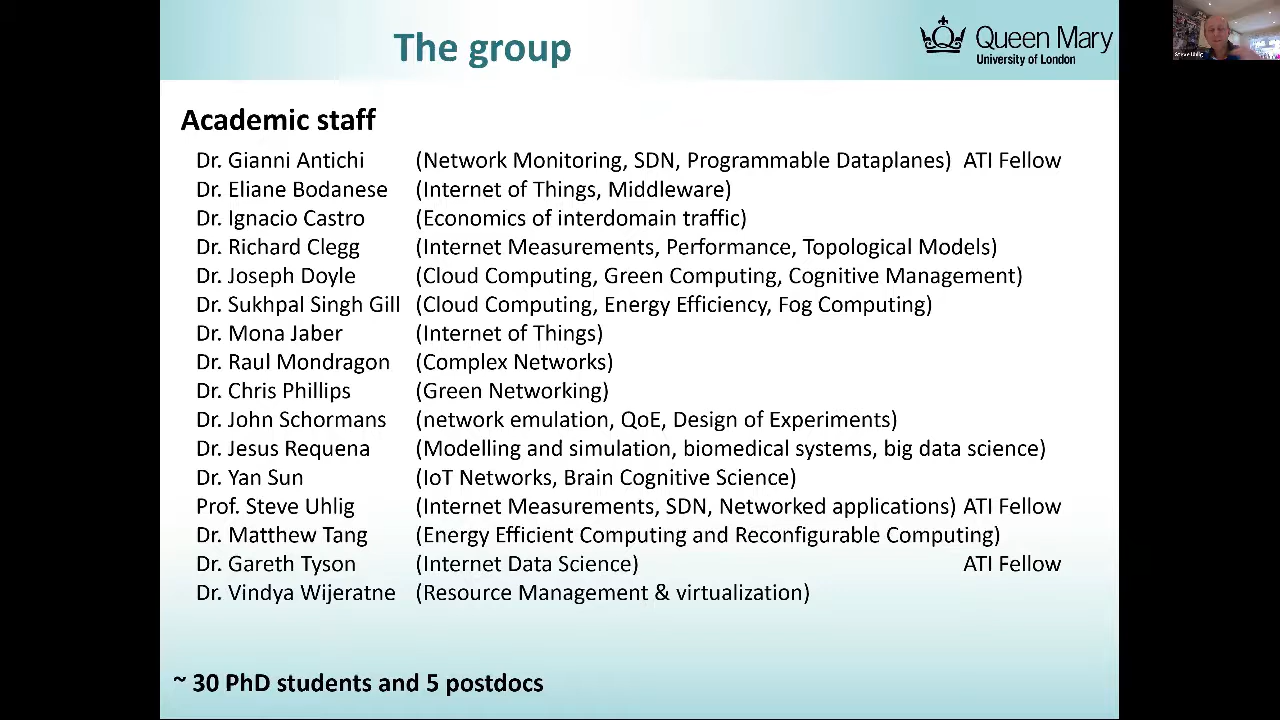 The group
Queen Mary
University of London
Steve Uhlig
Academic staff
Dr. Gianni Antichi (Network Monitoring, SDN, Programmable Dataplanes) ATI Fellow
Dr. Eliane Bodanese (Internet of Things, Middleware)
Dr. Ignacio Castro (Economics of interdomain traffic)
Dr. Richard Clegg (Internet Measurements, Performance, Topological Models)
Dr. Joseph Doyle (Cloud Computing, Green Computing, Cognitive Management)
Dr. Sukhpal Singh Gill (Cloud Computing, Energy Efficiency, Fog Computing)
Dr. Mona Jaber (Internet of Things)
Dr. Raul Mondragon (Complex Networks)
Dr. Chris Phillips (Green Networking)
Dr. John Schormans (network emulation, QoE, Design of Experiments)
Dr. Jesus Requena (Modelling and simulation, biomedical systems, big data science)
Dr. Yan Sun (IoT Networks, Brain Cognitive Science)
Prof. Steve Uhlig (Internet Measurements, SDN, Networked applications) ATI Fellow
Dr. Matthew Tang (Energy Efficient Computing and Reconfigurable Computing)
Dr. Gareth Tyson (Internet Data Science) ATI Fellow
Dr. Vindya Wijeratne (Resource Management & virtualization)
~ 30 PhD students and 5 postdocs